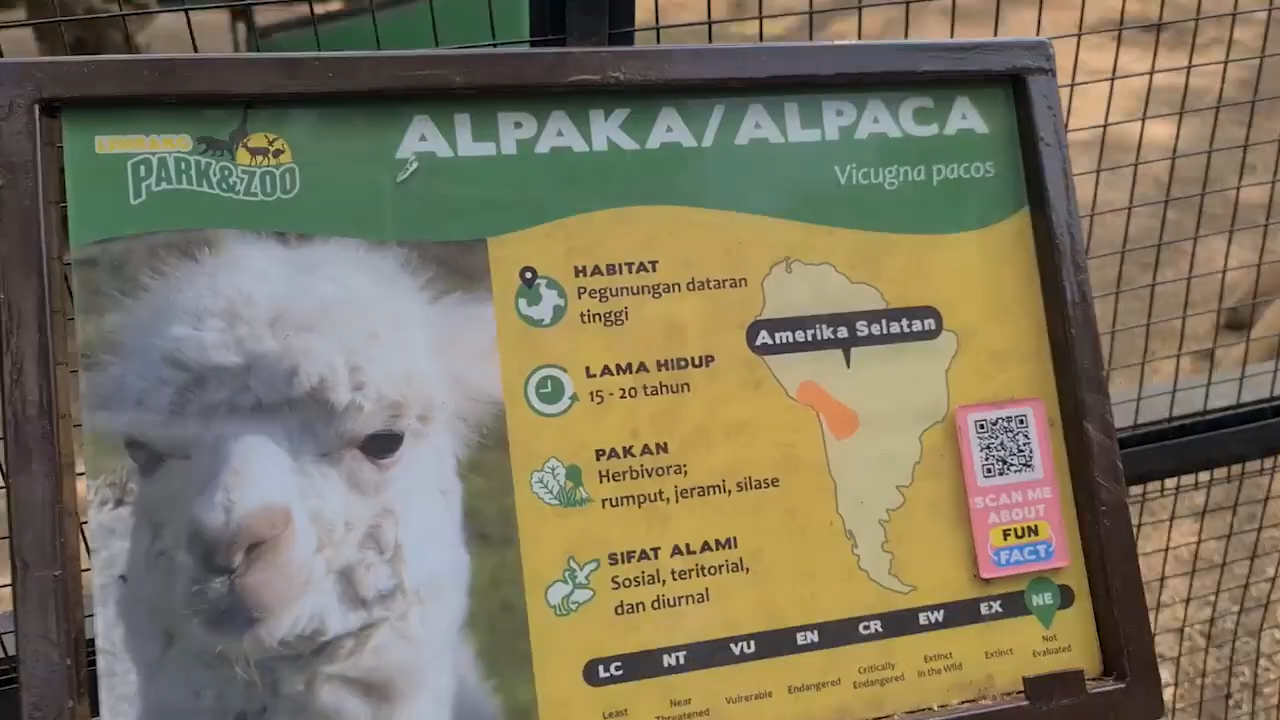 LEMBANG
PARK&ZOO
ALPAKA/ALPACA
Vicugna pacos
HABITAT
Pegunungan dataran
tinggi
LAMA HIDUP
15 - 20 tahun
PAKAN
Herbivora;
rumput, jerami, silase
SIFAT ALAMI
Sosial, teritorial,
dan diurnal
Amerika Selatan
SCAN ME
ABOUT
FUN
FACT
LC NT VU EN CR EW EX NE
Least
Near
Threatened
Vulrerable
Endangered
Critically
Endangered
Extinct
in the Wild
Extinct
Not
Evaluated